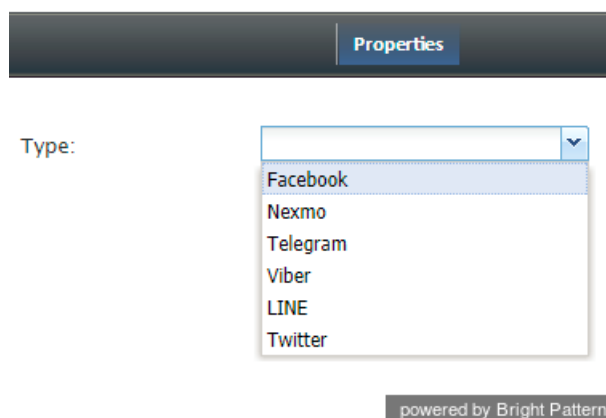 Properties
Type:
Facebook
Nexmo
Telegram
Viber
LINE
Twitter
powered by Bright Pattern